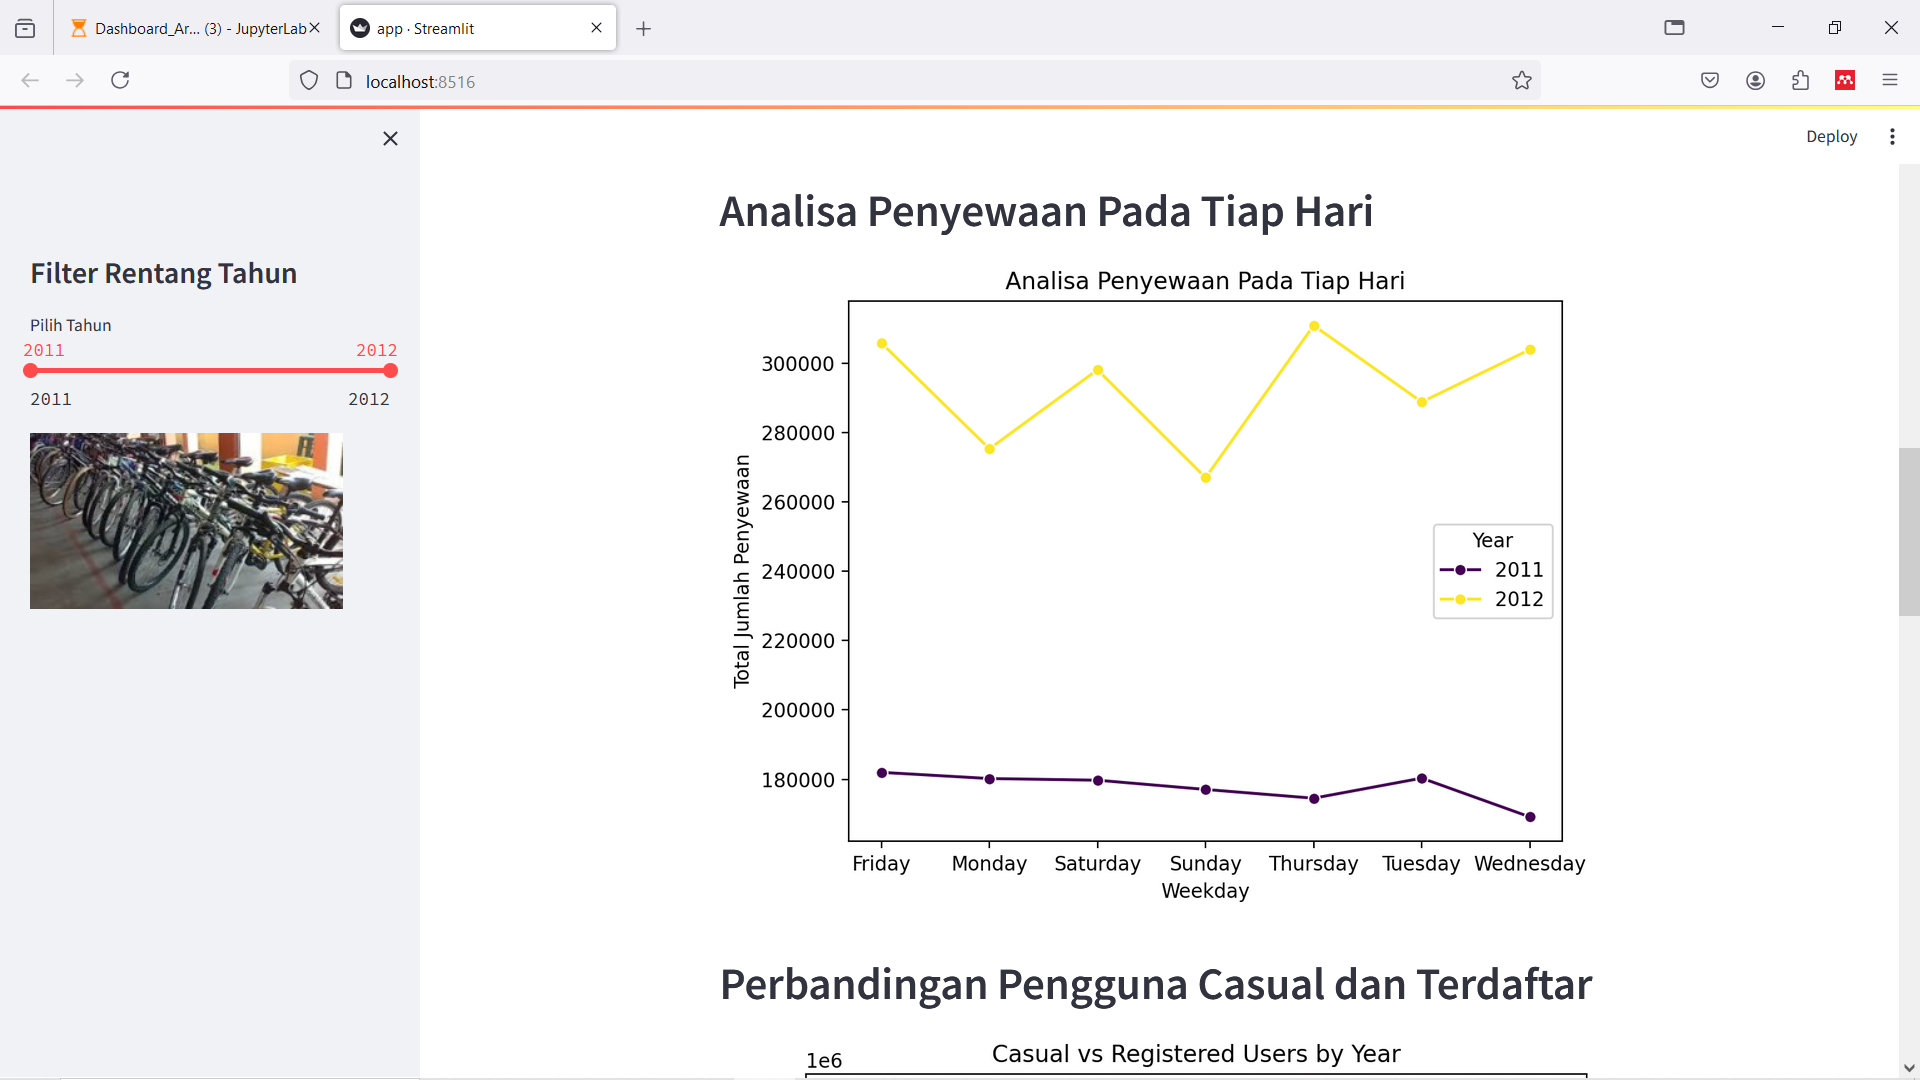 Dashboard_Ar... (3) - JupyterLab
app · Streamlit
localhost:8516
Deploy
Filter Rentang Tahun
Pilih Tahun
2011 2012
2011 2012
Analisa Penyewaan Pada Tiap Hari
Analisa Penyewaan Pada Tiap Hari
Total Jumlah Penyewaan
300000
280000
260000
240000
220000
200000
180000
Year
2011
2012
Friday Monday Saturday Sunday Thursday Tuesday Wednesday
Weekday
Perbandingan Pengguna Casual dan Terdaftar
Casual vs Registered Users by Year
1e6